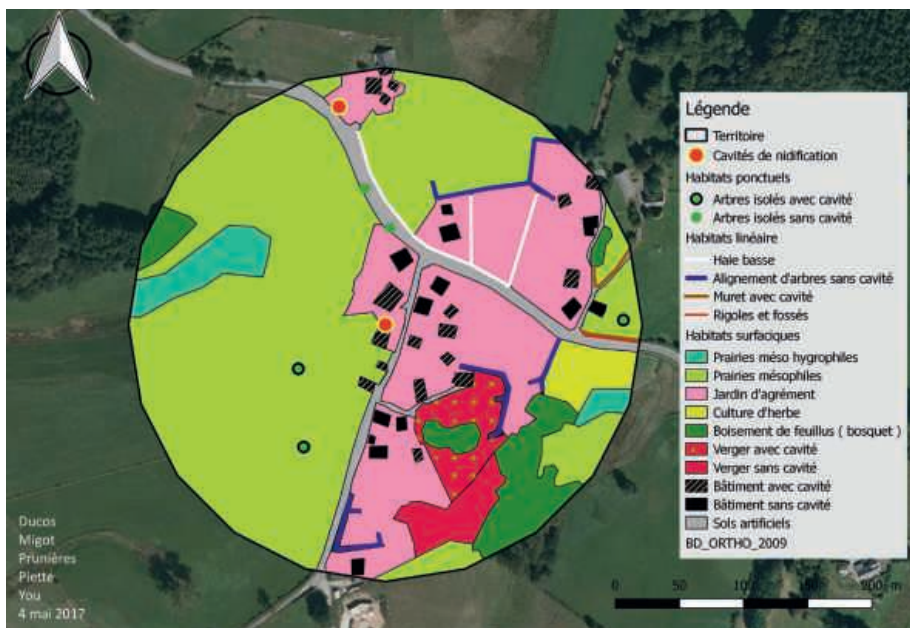 Légende
Territoire
Cavités de nidification
Habitats ponctuels
Arbres isolés avec cavité
Arbres isolés sans cavité
Habitats linéaire
Haie basse
Alignement d'arbres sans cavité
Muret avec cavité
Rigoles et fossés
Habitats surfaciques
Prairies méso hygrophiles
Prairies mésophiles
Jardin d'agrément
Culture d'herbe
Boisement de feuillus ( bosquet )
Verger avec cavité
Verger sans cavité
Bâtiment avec cavité
Bâtiment sans cavité
Sols artificiels
BD_ORTHO_2009
Ducos
Migot
Prunières
Piette
You
4 mai 2017
0 50 100 150 200 m